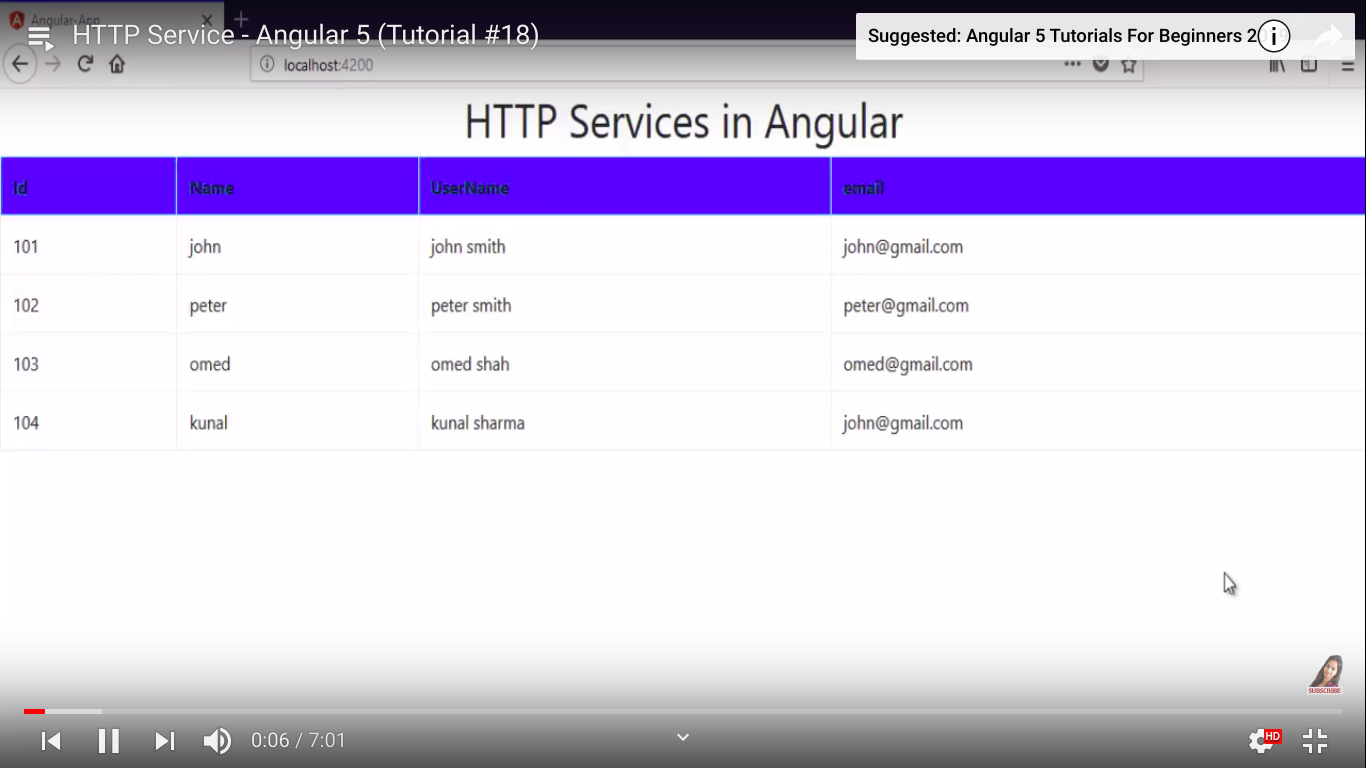 Angular-App
HTTP Service - Angular 5 (Tutorial #18)
Suggested: Angular 5 Tutorials For Beginners 2
localhost:4200
HTTP Services in Angular
Id Name UserName email
101 john john smith john@gmail.com
102 peter peter smith peter@gmail.com
103 omed omed shah omed@gmail.com
104 kunal kunal sharma john@gmail.com
SUBSCRIBE
0:06 / 7:01
HD